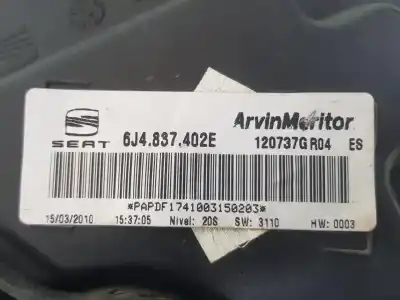 ArvinMeritor
SEAT 6J4.837.402E 120737G R04 ES
*PAPDF1741003150203*
15/03/2010 15:37:05 Nivel: 20S SW: 3110 HW: 0003